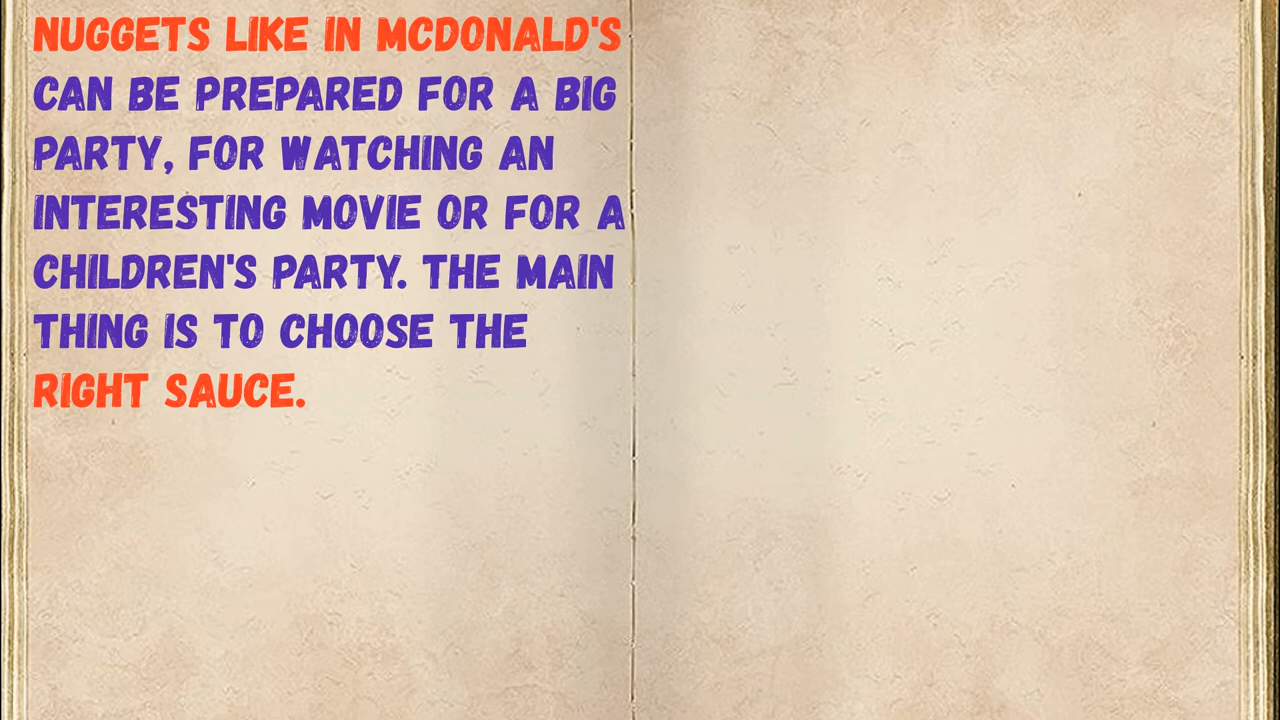 NUGGETS LIKE IN MCDONALD'S
CAN BE PREPARED FOR A BIG
PARTY, FOR WATCHING AN
INTERESTING MOVIE OR FOR A
CHILDREN'S PARTY. THE MAIN
THING IS TO CHOOSE THE
RIGHT SAUCE.